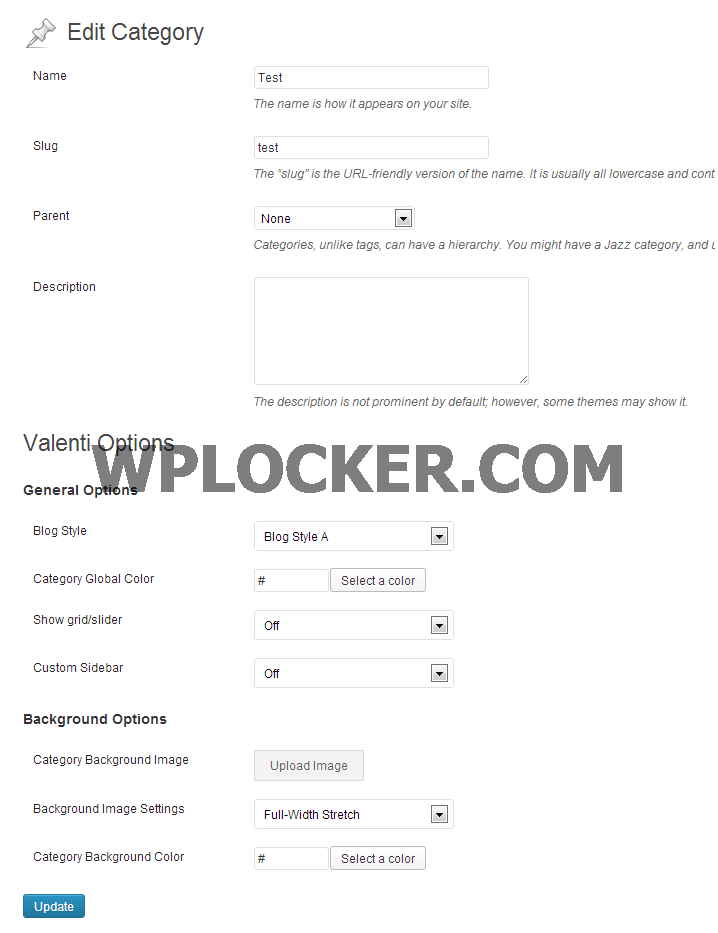 Edit Category
Name
Test
The name is how it appears on your site.
Slug
test
The “slug” is the URL-friendly version of the name. It is usually all lowercase and cont
Parent
None
Categories, unlike tags, can have a hierarchy. You might have a Jazz category, and u
Description
The description is not prominent by default; however, some themes may show it.
Valenti Options
WPLOCKER.COM
General Options
Blog Style
Blog Style A
Category Global Color
# Select a color
Show grid/slider
Off
Custom Sidebar
Off
Background Options
Category Background Image
Upload Image
Background Image Settings
Full-Width Stretch
Category Background Color
# Select a color
Update